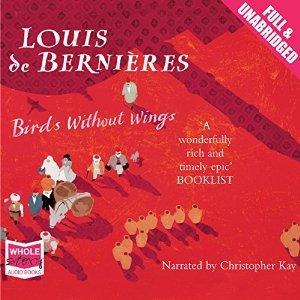 LOUIS
de BERNIÈRES
FULL &
UNABRIDGED
Birds Without Wings
'A
wonderfully
rich and
timely epic'
BOOKLIST
WHOLE
story
AUDIO BOOKS
Narrated by Christopher Kay